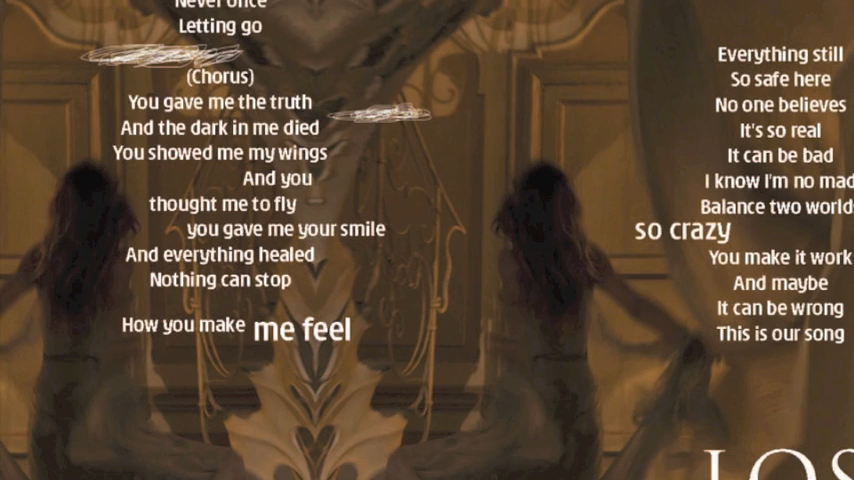 Never once
Letting go
(Chorus)
You gave me the truth
And the dark in me died
You showed me my wings
And you
thought me to fly
you gave me your smile
And everything healed
Nothing can stop
How you make me feel
Everything still
So safe here
No one believes
It's so real
It can be bad
I know I'm no mad
Balance two worlds
so crazy
You make it work
And maybe
It can be wrong
This is our song
LOS